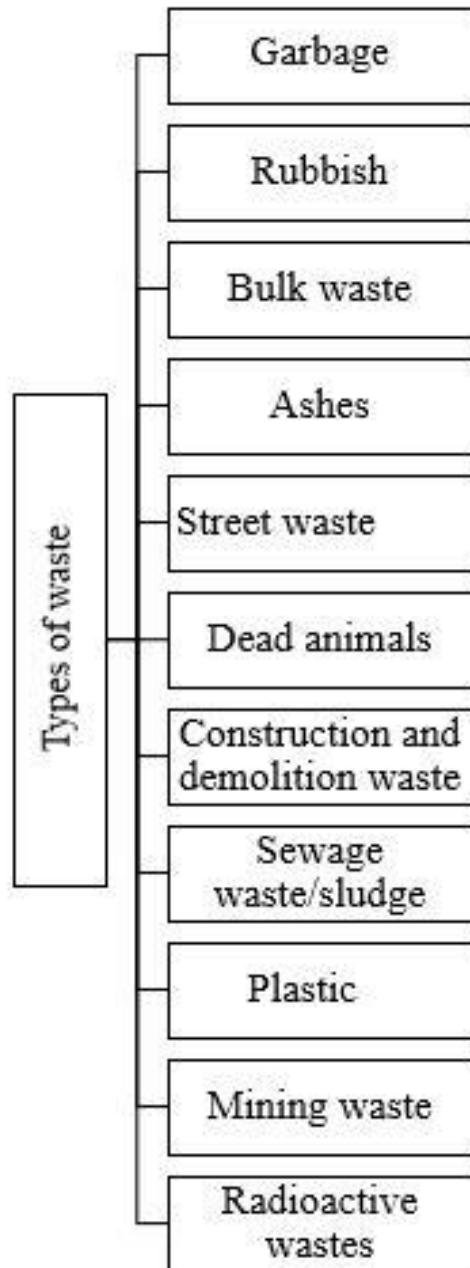 Types of waste
Garbage
Rubbish
Bulk waste
Ashes
Street waste
Dead animals
Construction and
demolition waste
Sewage
waste/sludge
Plastic
Mining waste
Radioactive
wastes